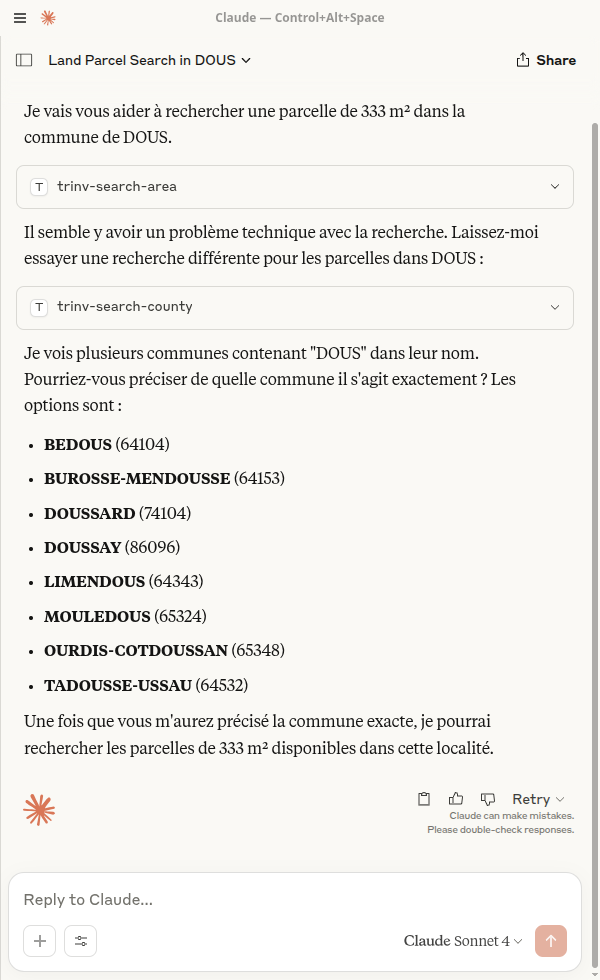 Claude — Control+Alt+Space
Land Parcel Search in DOUS
Share
Je vais vous aider à rechercher une parcelle de 333 m² dans la
commune de DOUS.
T trinv-search-area
Il semble y avoir un problème technique avec la recherche. Laissez-moi
essayer une recherche différente pour les parcelles dans DOUS :
T trinv-search-county
Je vois plusieurs communes contenant "DOUS" dans leur nom.
Pourriez-vous préciser de quelle commune il s'agit exactement ? Les
options sont :
• BEDOUS (64104)
• BUROSSE-MENDOUSSE (64153)
• DOUSSARD (74104)
• DOUSSAY (86096)
• LIMENDOUS (64343)
• MOULEDOUS (65324)
• OURDIS-COTDOUSSAN (65348)
• TADOUSSE-USSAU (64532)
Une fois que vous m'aurez précisé la commune exacte, je pourrai
rechercher les parcelles de 333 m² disponibles dans cette localité.
Retry
Claude can make mistakes.
Please double-check responses.
Reply to Claude...
Claude Sonnet 4